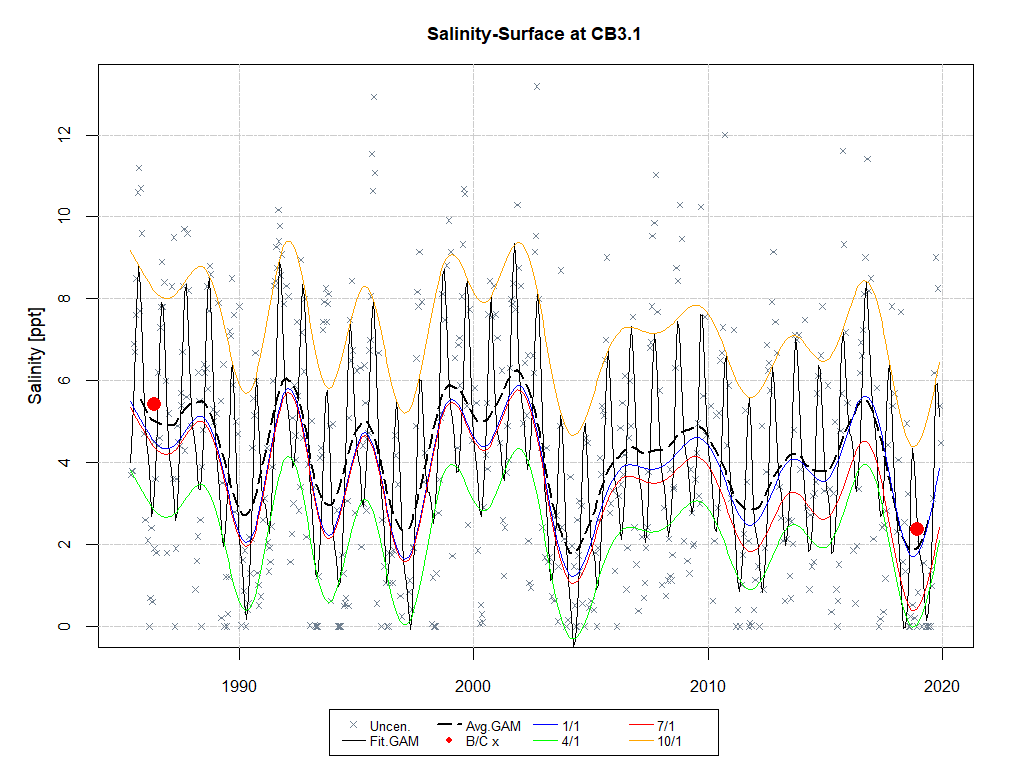 Salinity-Surface at CB3.1
Salinity [ppt]
12
10
8
6
4
2
0
1990 2000 2010 2020
Uncen. Avg.GAM 1/1 7/1
Fit.GAM B/C x 4/1 10/1